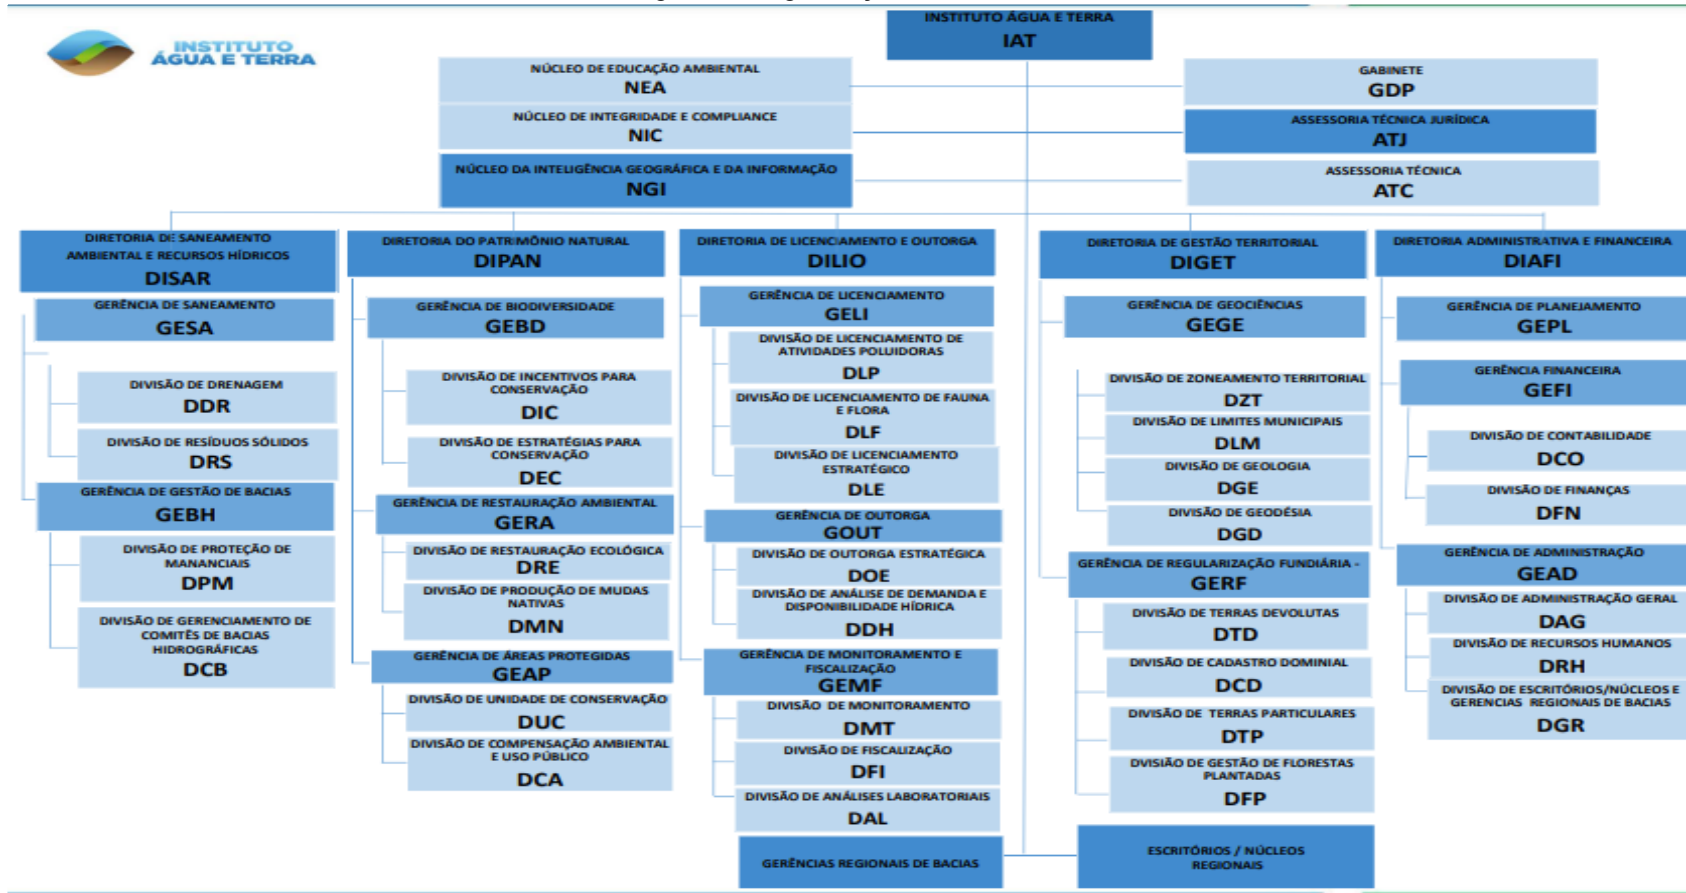 INSTITUTO ÁGUA E TERRA
IAT
INSTITUTO
ÁGUA E TERRA
NÚCLEO DE EDUCAÇÃO AMBIENTAL
NEA
GABINETE
GDP
NÚCLEO DE INTEGRIDADE E COMPLIANCE
NIC
ASSESSORIA TÉCNICA JURÍDICA
ATJ
NÚCLEO DA INTELIGÊNCIA GEOGRÁFICA E DA INFORMAÇÃO
NGI
ASSESSORIA TÉCNICA
ATC
DIRETORIA DE SANEAMENTO
AMBIENTAL E RECURSOS HÍDRICOS
DISAR
GERÊNCIA DE SANEAMENTO
GESA
DIVISÃO DE DRENAGEM
DDR
DIVISÃO DE RESÍDUOS SÓLIDOS
DRS
GERÊNCIA DE GESTÃO DE BACIAS
GEBH
DIVISÃO DE PROTEÇÃO DE
MANANCIAIS
DPM
DIVISÃO DE GERENCIAMENTO DE
COMITÊS DE BACIAS
HIDROGRÁFICAS
DCB
DIRETORIA DO PATRIMÔNIO NATURAL
DIPAN
GERÊNCIA DE BIODIVERSIDADE
GEBD
DIVISÃO DE INCENTIVOS PARA
CONSERVAÇÃO
DIC
DIVISÃO DE ESTRATÉGIAS PARA
CONSERVAÇÃO
DEC
GERÊNCIA DE RESTAURAÇÃO AMBIENTAL
GERA
DIVISÃO DE RESTAURAÇÃO ECOLÓGICA
DRE
DIVISÃO DE PRODUÇÃO DE MUDAS
NATIVAS
DMN
GERÊNCIA DE ÁREAS PROTEGIDAS
GEAP
DIVISÃO DE UNIDADE DE CONSERVAÇÃO
DUC
DIVISÃO DE COMPENSAÇÃO AMBIENTAL
E USO PÚBLICO
DCA
DIRETORIA DE LICENCIAMENTO E OUTORGA
DILIO
GERÊNCIA DE LICENCIAMENTO
GELI
DIVISÃO DE LICENCIAMENTO DE
ATIVIDADES POLUIDORAS
DLP
DIVISÃO DE LICENCIAMENTO DE FAUNA
E FLORA
DLF
DIVISÃO DE LICENCIAMENTO
ESTRATÉGICO
DLE
GERÊNCIA DE OUTORGA
GOUT
DIVISÃO DE OUTORGA ESTRATÉGICA
DOE
DIVISÃO DE ANÁLISE DE DEMANDA E
DISPONIBILIDADE HÍDRICA
DDH
GERÊNCIA DE MONITORAMENTO E
FISCALIZAÇÃO
GEMF
DIVISÃO DE MONITORAMENTO
DMT
DIVISÃO DE FISCALIZAÇÃO
DFI
DIVISÃO DE ANÁLISES LABORATORIAIS
DAL
GERÊNCIAS REGIONAIS DE BACIAS
DIRETORIA DE GESTÃO TERRITORIAL
DIGET
GERÊNCIA DE GEOCIÊNCIAS
GEGE
DIVISÃO DE ZONEAMENTO TERRITORIAL
DZT
DIVISÃO DE LIMITES MUNICIPAIS
DLM
DIVISÃO DE GEOLOGIA
DGE
DIVISÃO DE GEODÉSIA
DGD
GERÊNCIA DE REGULARIZAÇÃO FUNDIÁRIA -
GERF
DIVISÃO DE TERRAS DEVOLUTAS
DTD
DIVISÃO DE CADASTRO DOMINIAL
DCD
DIVISÃO DE TERRAS PARTICULARES
DTP
DVISIÃO DE GESTÃO DE FLORESTAS
PLANTADAS
DFP
ESCRITÓRIOS / NÚCLEOS
REGIONAIS
DIRETORIA ADMINISTRATIVA E FINANCEIRA
DIAFI
GERÊNCIA DE PLANEJAMENTO
GEPL
GERÊNCIA FINANCEIRA
GEFI
DIVISÃO DE CONTABILIDADE
DCO
DIVISÃO DE FINANÇAS
DFN
GERÊNCIA DE ADMINISTRAÇÃO
GEAD
DIVISÃO DE ADMINISTRAÇÃO GERAL
DAG
DIVISÃO DE RECURSOS HUMANOS
DRH
DIVISÃO DE ESCRITÓRIOS/NÚCLEOS E
GERENCIAS REGIONAIS DE BACIAS
DGR